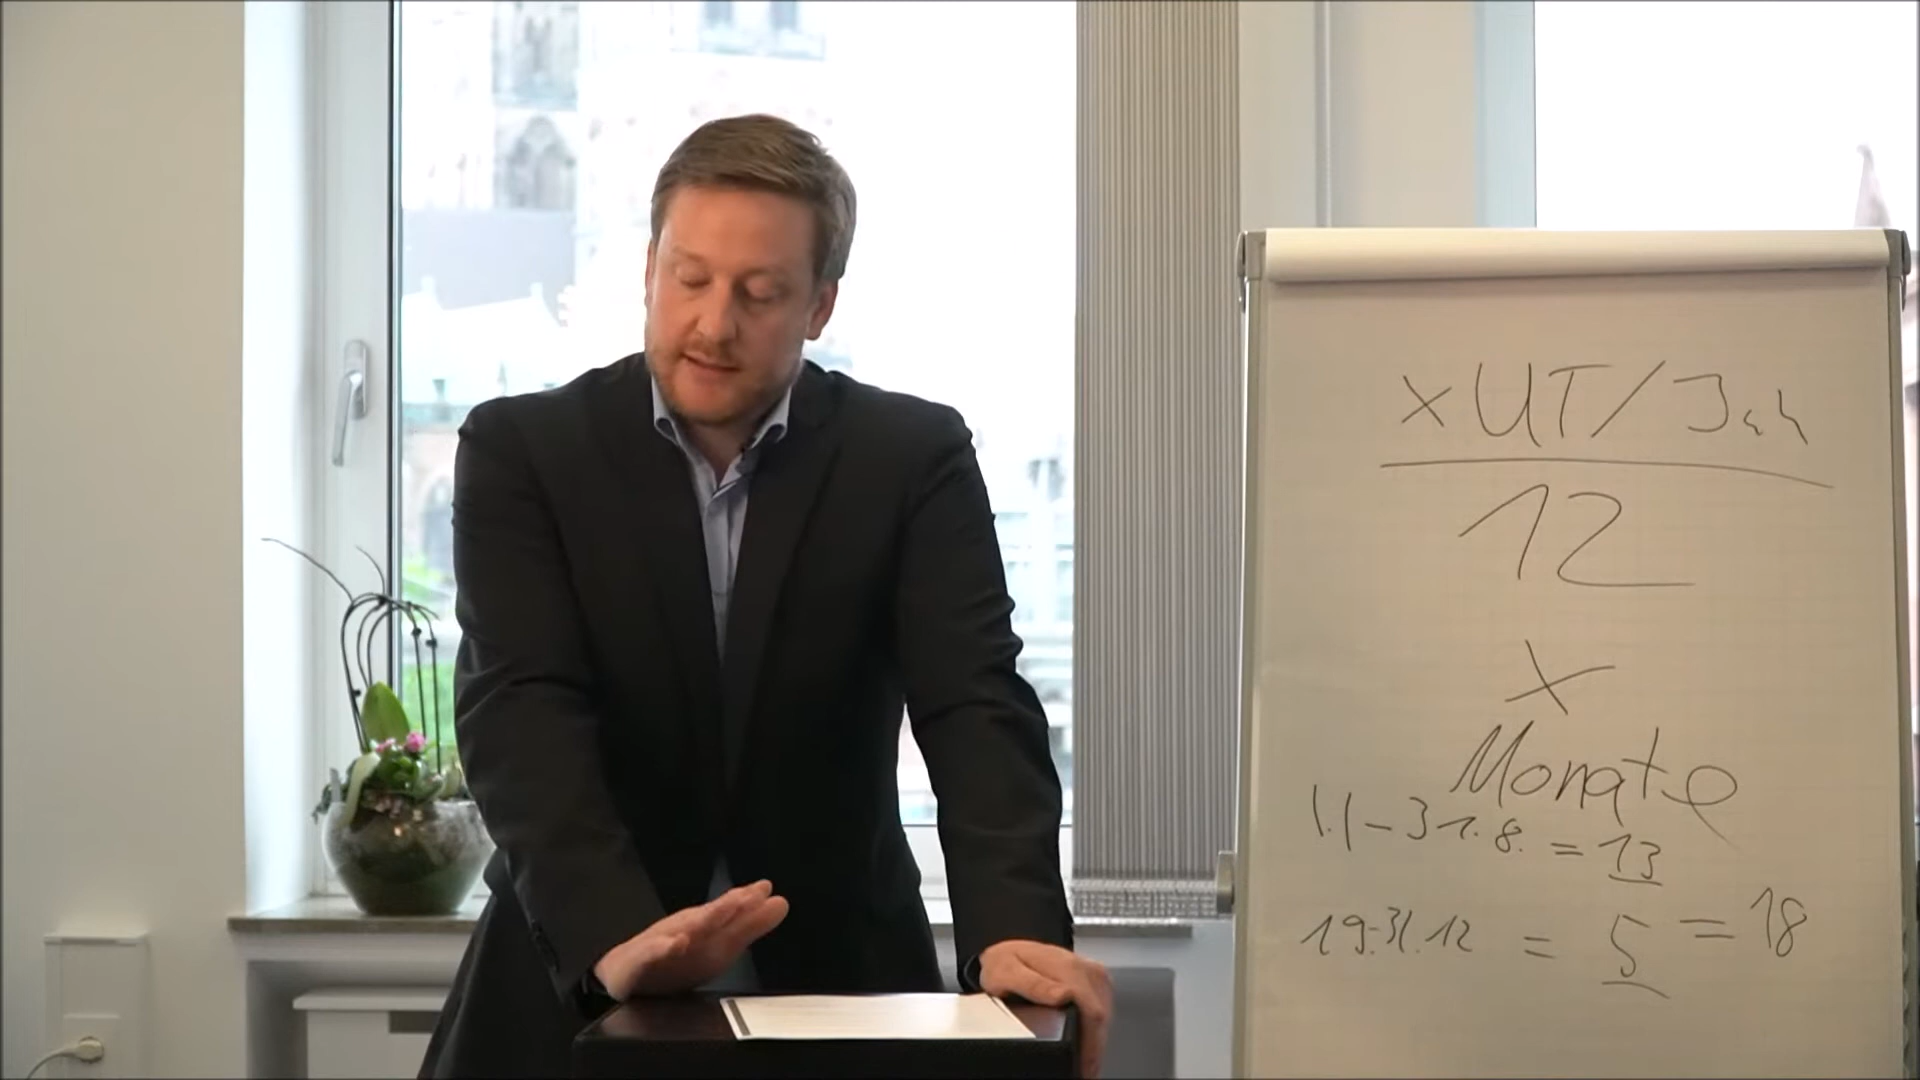 x UT/Jah
12
X
Monate
1.1-31.8. = 13
1.9.-31.12 = 5 = 18